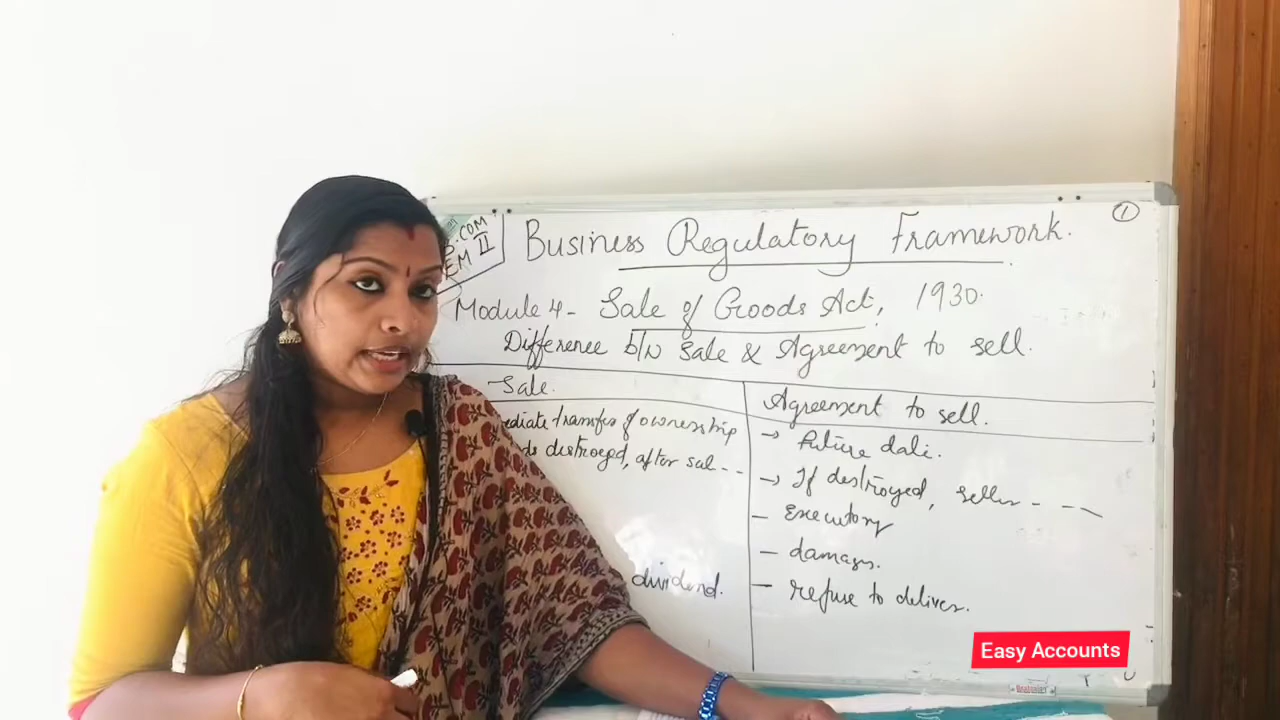 B.COM
SEM II
Business Regulatory Framework.
1
Module 4 - Sale of Goods Act, 1930.
Difference b/n Sale & Agreement to sell.
Sale.
Agreement to sell.
ediate transfer of ownership
ds destroyed, after sal - -
→ Future date.
→ If destroyed, seller - - -
- Executory
- damages.
dividend.
- Refuse to deliver.
Easy Accounts